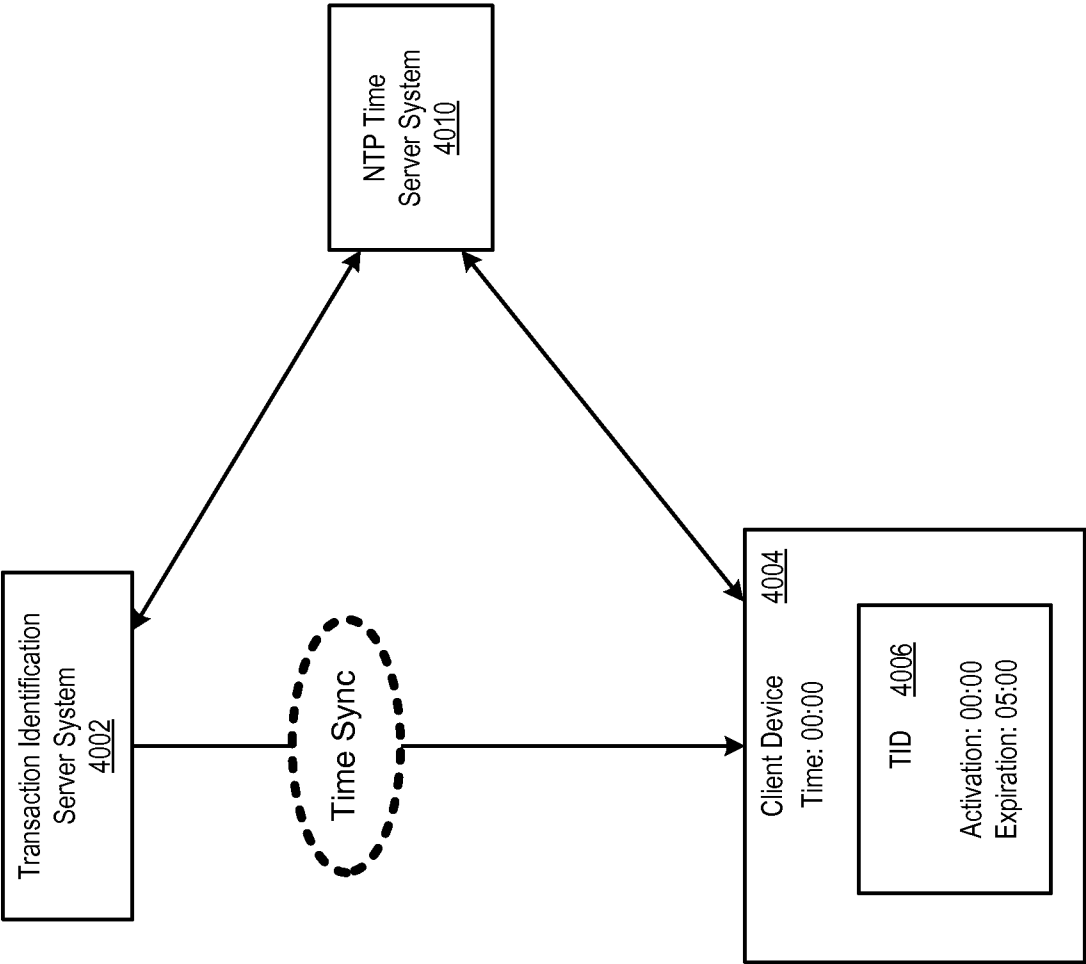 Transaction Identification
Server System
4002
Time Sync
Client Device
4004
Time: 00:00
TID 4006
Activation: 00:00
Expiration: 05:00
NTP Time
Server System
4010